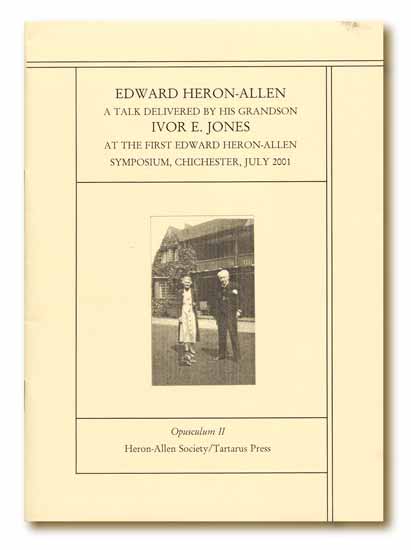 EDWARD HERON-ALLEN
A TALK DELIVERED BY HIS GRANDSON
IVOR E. JONES
AT THE FIRST EDWARD HERON-ALLEN
SYMPOSIUM, CHICHESTER, JULY 2001
Opusculum II
Heron-Allen Society/Tartarus Press